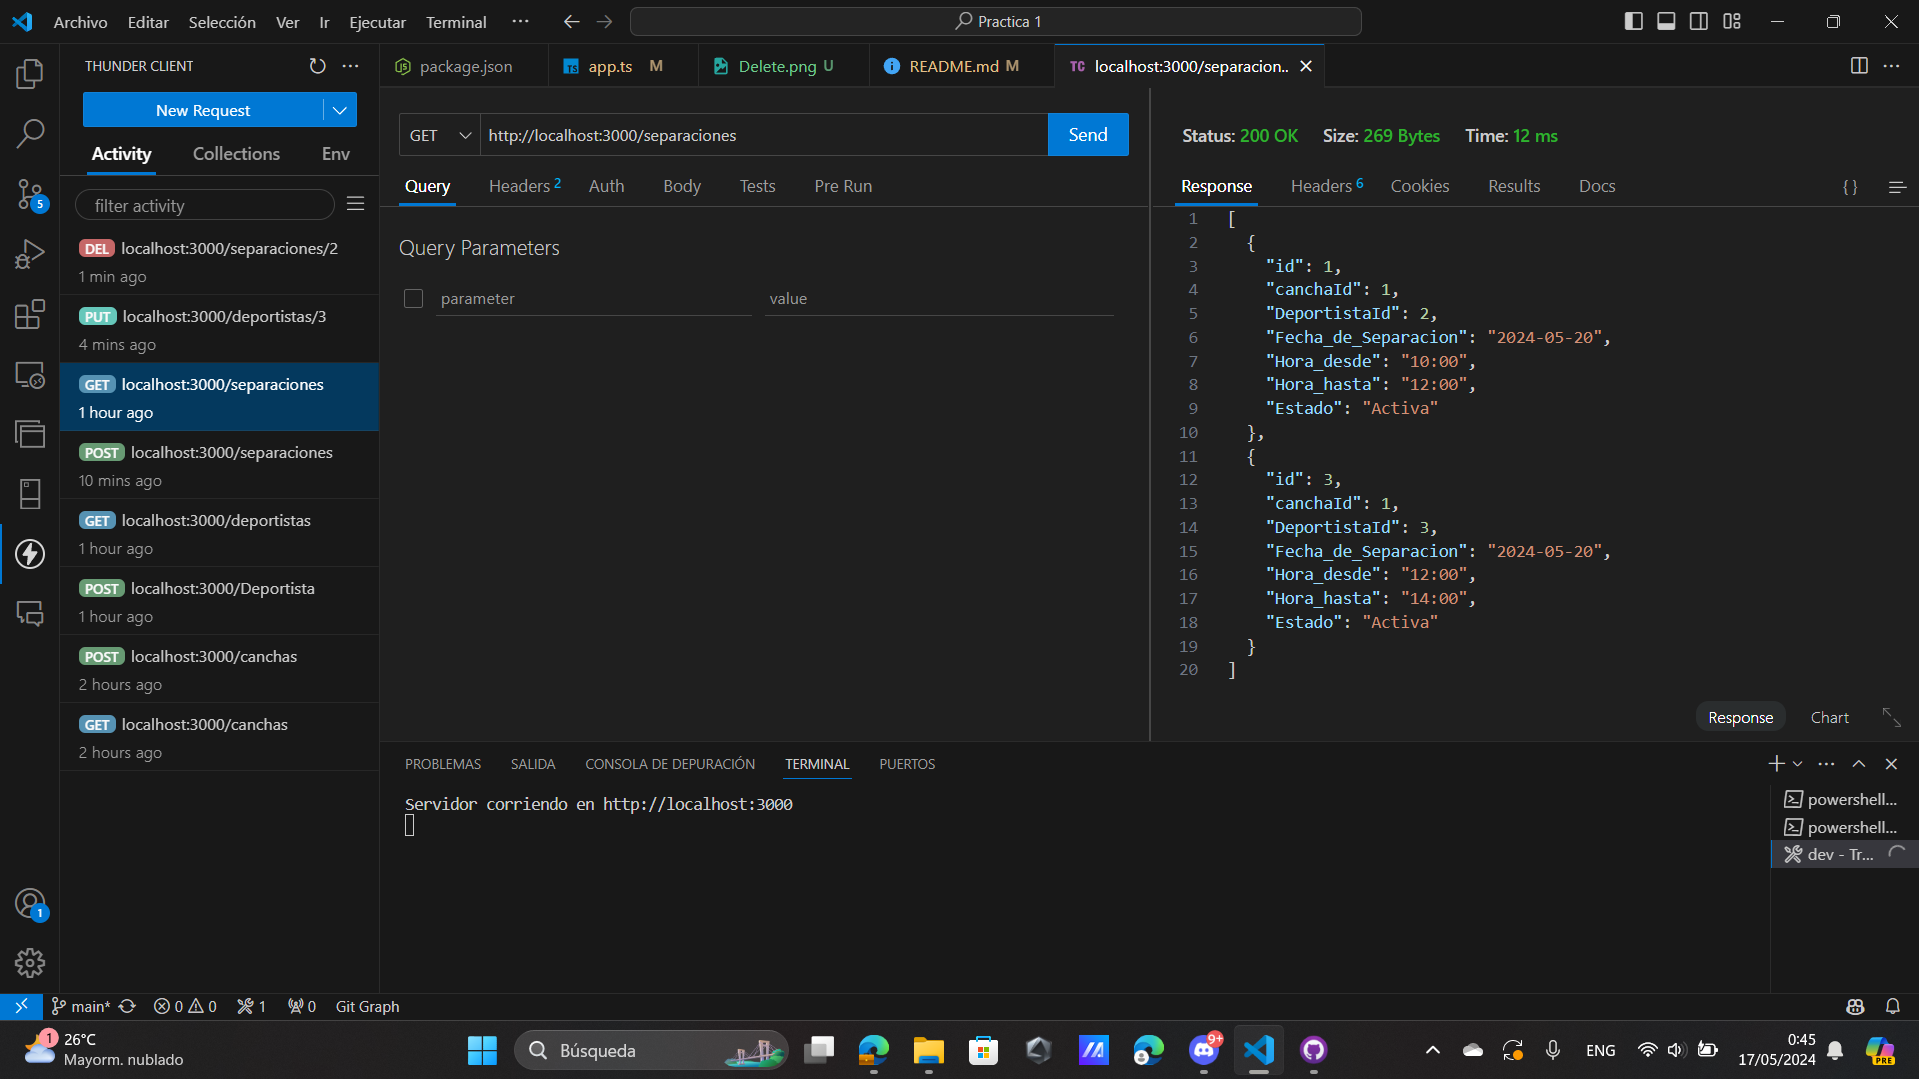 Archivo Editar Selección Ver Ir Ejecutar Terminal ··· Practica 1
THUNDER CLIENT
New Request
Activity Collections Env
filter activity
DEL localhost:3000/separaciones/2
1 min ago
PUT localhost:3000/deportistas/3
4 mins ago
GET localhost:3000/separaciones
1 hour ago
POST localhost:3000/separaciones
10 mins ago
GET localhost:3000/deportistas
1 hour ago
POST localhost:3000/Deportista
1 hour ago
POST localhost:3000/canchas
2 hours ago
GET localhost:3000/canchas
2 hours ago
5
1
JS package.json TS app.ts M Delete.png U README.md M TC localhost:3000/separacion..
GET http://localhost:3000/separaciones Send
Query Headers 2 Auth Body Tests Pre Run
Query Parameters
parameter value
Status: 200 OK Size: 269 Bytes Time: 12 ms
Response Headers 6 Cookies Results Docs {}
1 [
2 {
3 "id": 1,
4 "canchaId": 1,
5 "DeportistaId": 2,
6 "Fecha_de_Separacion": "2024-05-20",
7 "Hora_desde": "10:00",
8 "Hora_hasta": "12:00",
9 "Estado": "Activa"
10 },
11 {
12 "id": 3,
13 "canchaId": 1,
14 "DeportistaId": 3,
15 "Fecha_de_Separacion": "2024-05-20",
16 "Hora_desde": "12:00",
17 "Hora_hasta": "14:00",
18 "Estado": "Activa"
19 }
20 ]
Response Chart
PROBLEMAS SALIDA CONSOLA DE DEPURACIÓN TERMINAL PUERTOS
Servidor corriendo en http://localhost:3000
powershell...
powershell...
dev - Tr...
main* 0 0 1 0 Git Graph
1 26°C
Mayorm. nublado
Búsqueda
9+
ENG
0:45
17/05/2024
PRE